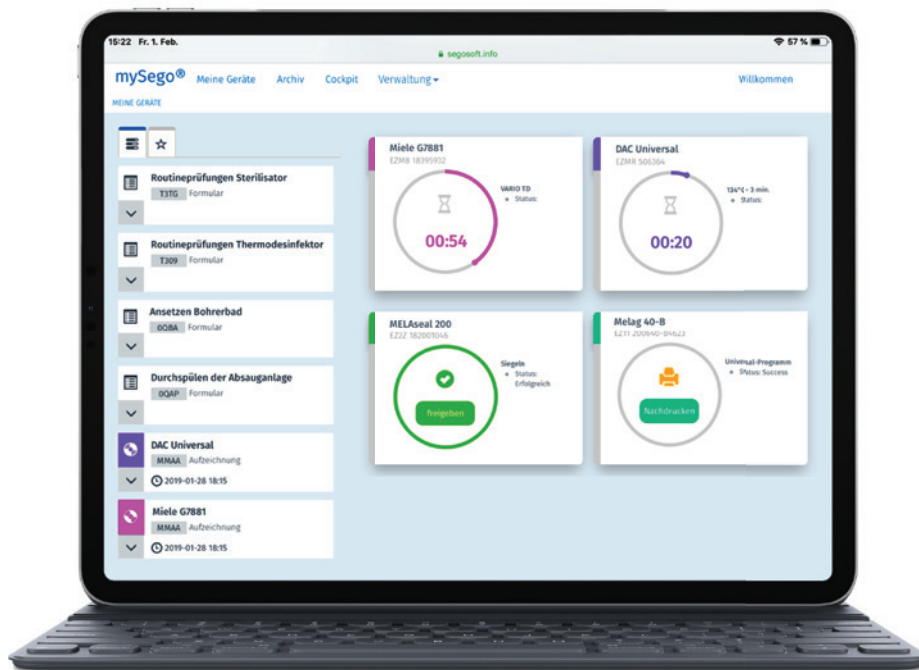 15:22 Fr. 1. Feb.
57 %
segosoft.info
mySego® Meine Geräte Archiv Cockpit Verwaltung Willkommen
MEINE GERÄTE
Routineprüfungen Sterilisator
T3TG Formular
Routineprüfungen Thermodesinfektor
T309 Formular
Ansetzen Bohrerbad
0QBA Formular
Durchspülen der Absauganlage
0QAP Formular
DAC Universal
MMAA Aufzeichnung
2019-01-28 18:15
Miele G7881
MMAA Aufzeichnung
2019-01-28 18:15
Miele G7881
EZM8 18395932
VARIO TD
Status:
00:54
DAC Universal
EZMR 506364
134°C - 3 min.
Status:
00:20
MELAseal 200
EZ2Z 182001046
Siegeln
Status:
Erfolgreich
freigeben
Melag 40-B
EZ1T 200640-B4623
Universal-Programm
Status: Success
Nachdrucken